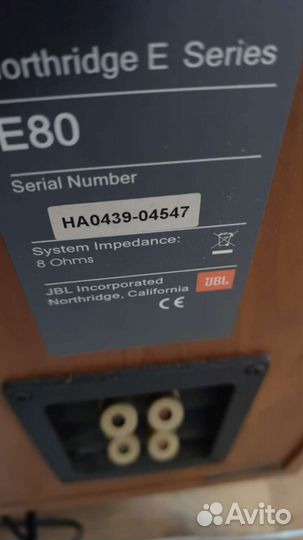 orthridge E Series
E80
Serial Number
HA0439-04547
System Impedance:
8 Ohms
JBL Incorporated
Northridge, California
CE
JBL
Avito